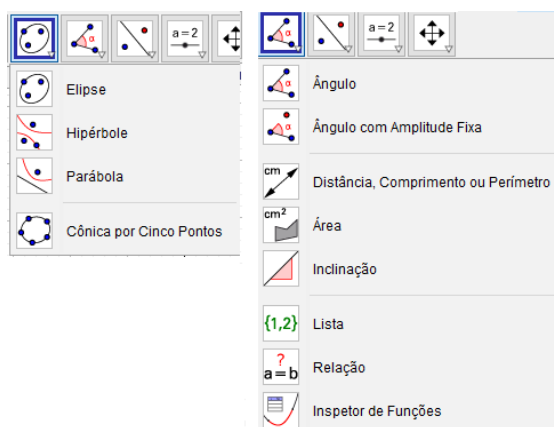 a=2
Elipse
Hipérbole
Parábola
Cônica por Cinco Pontos
a=2
α
Ângulo
α
Ângulo com Amplitude Fixa
cm
Distância, Comprimento ou Perímetro
cm²
Área
Inclinação
{1,2}
Lista
?
a=b
Relação
Inspetor de Funções